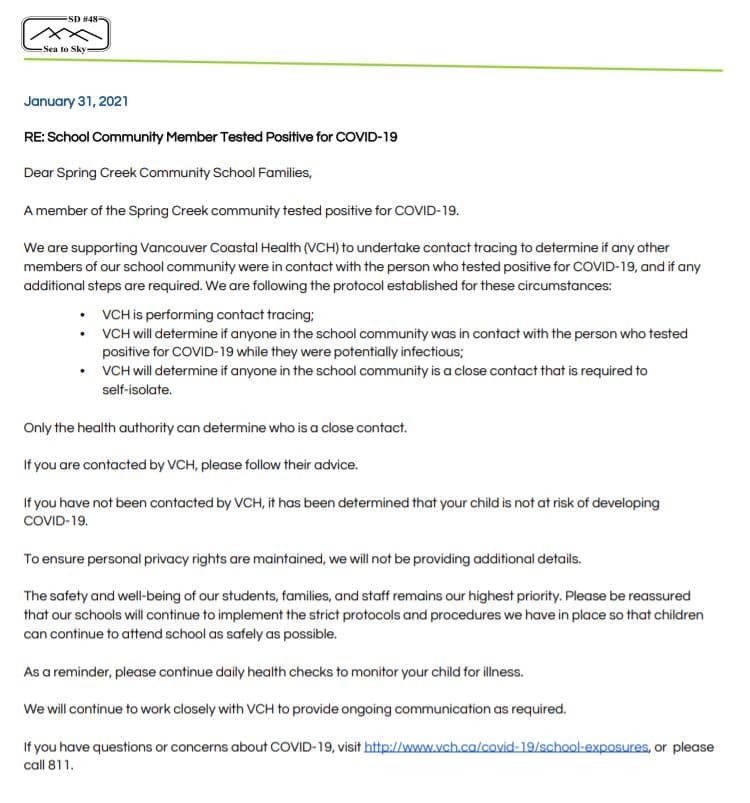 SD #48
Sea to Sky
January 31, 2021
RE: School Community Member Tested Positive for COVID-19
Dear Spring Creek Community School Families,
A member of the Spring Creek community tested positive for COVID-19.
We are supporting Vancouver Coastal Health (VCH) to undertake contact tracing to determine if any other
members of our school community were in contact with the person who tested positive for COVID-19, and if any
additional steps are required. We are following the protocol established for these circumstances:
• VCH is performing contact tracing;
• VCH will determine if anyone in the school community was in contact with the person who tested
positive for COVID-19 while they were potentially infectious;
• VCH will determine if anyone in the school community is a close contact that is required to
self-isolate.
Only the health authority can determine who is a close contact.
If you are contacted by VCH, please follow their advice.
If you have not been contacted by VCH, it has been determined that your child is not at risk of developing
COVID-19.
To ensure personal privacy rights are maintained, we will not be providing additional details.
The safety and well-being of our students, families, and staff remains our highest priority. Please be reassured
that our schools will continue to implement the strict protocols and procedures we have in place so that children
can continue to attend school as safely as possible.
As a reminder, please continue daily health checks to monitor your child for illness.
We will continue to work closely with VCH to provide ongoing communication as required.
If you have questions or concerns about COVID-19, visit http://www.vch.ca/covid-19/school-exposures, or please
call 811.